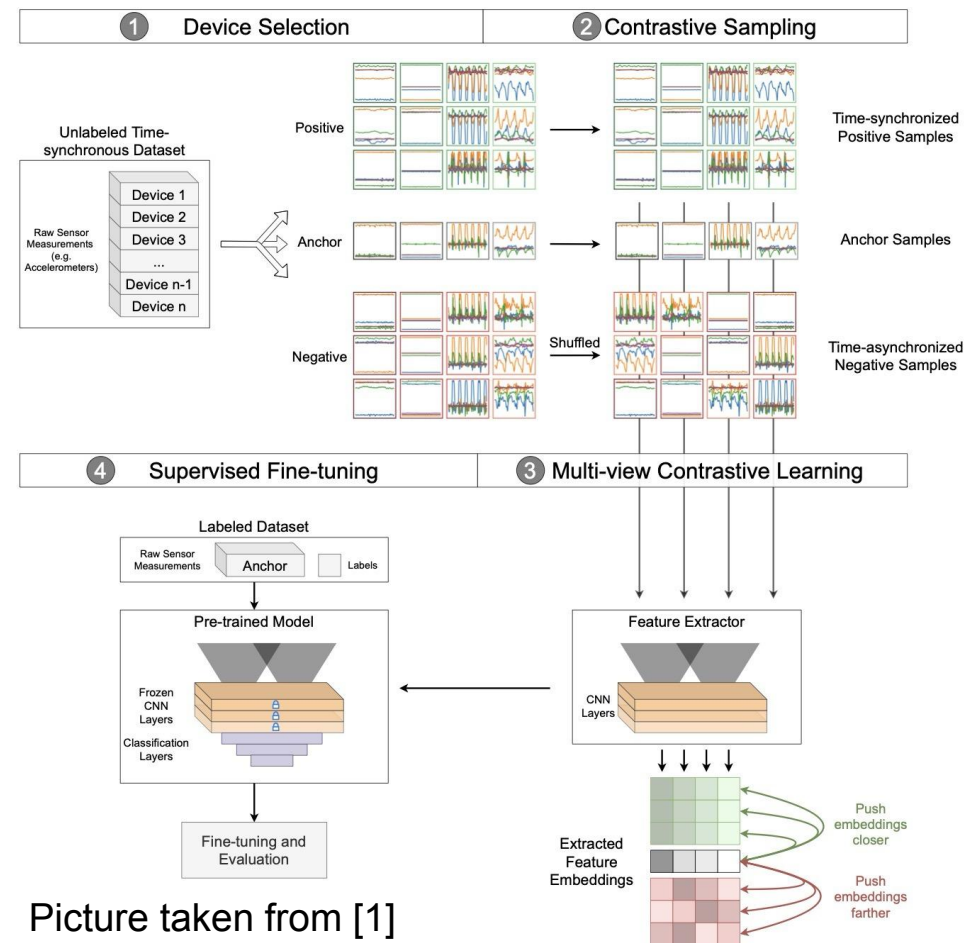 1 Device Selection
2 Contrastive Sampling
Unlabeled Time-
synchronous Dataset
Raw Sensor
Measurements
(e.g.
Accelerometers)
Device 1
Device 2
Device 3
...
Device n-1
Device n
Positive
Anchor
Negative
Shuffled
Time-synchronized
Positive Samples
Anchor Samples
Time-asynchronized
Negative Samples
4 Supervised Fine-tuning
3 Multi-view Contrastive Learning
Labeled Dataset
Raw Sensor
Measurements
Anchor
Labels
Pre-trained Model
Frozen
CNN
Layers
Classification
Layers
Fine-tuning and
Evaluation
Feature Extractor
CNN
Layers
Extracted
Feature
Embeddings
Push
embeddings
closer
Push
embeddings
farther
Picture taken from [1]